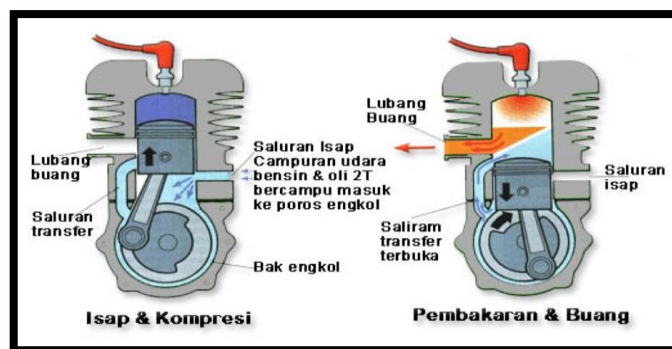 Lubang
buang
Saluran
transfer
Saluran Isap
Campuran udara
bensin & oli 2T
bercampu masuk
ke poros engkol
Bak engkol
Isap & Kompresi
Lubang
Buang
Saluran
isap
Saliram
transfer
terbuka
Pembakaran & Buang